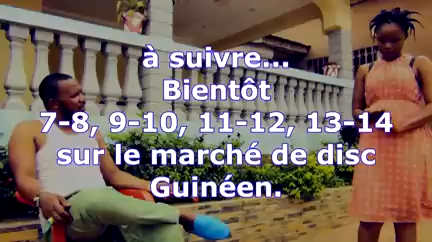 à suivre...
Bientôt
7-8, 9-10, 11-12, 13-14
sur le marché de disc
Guinéen.